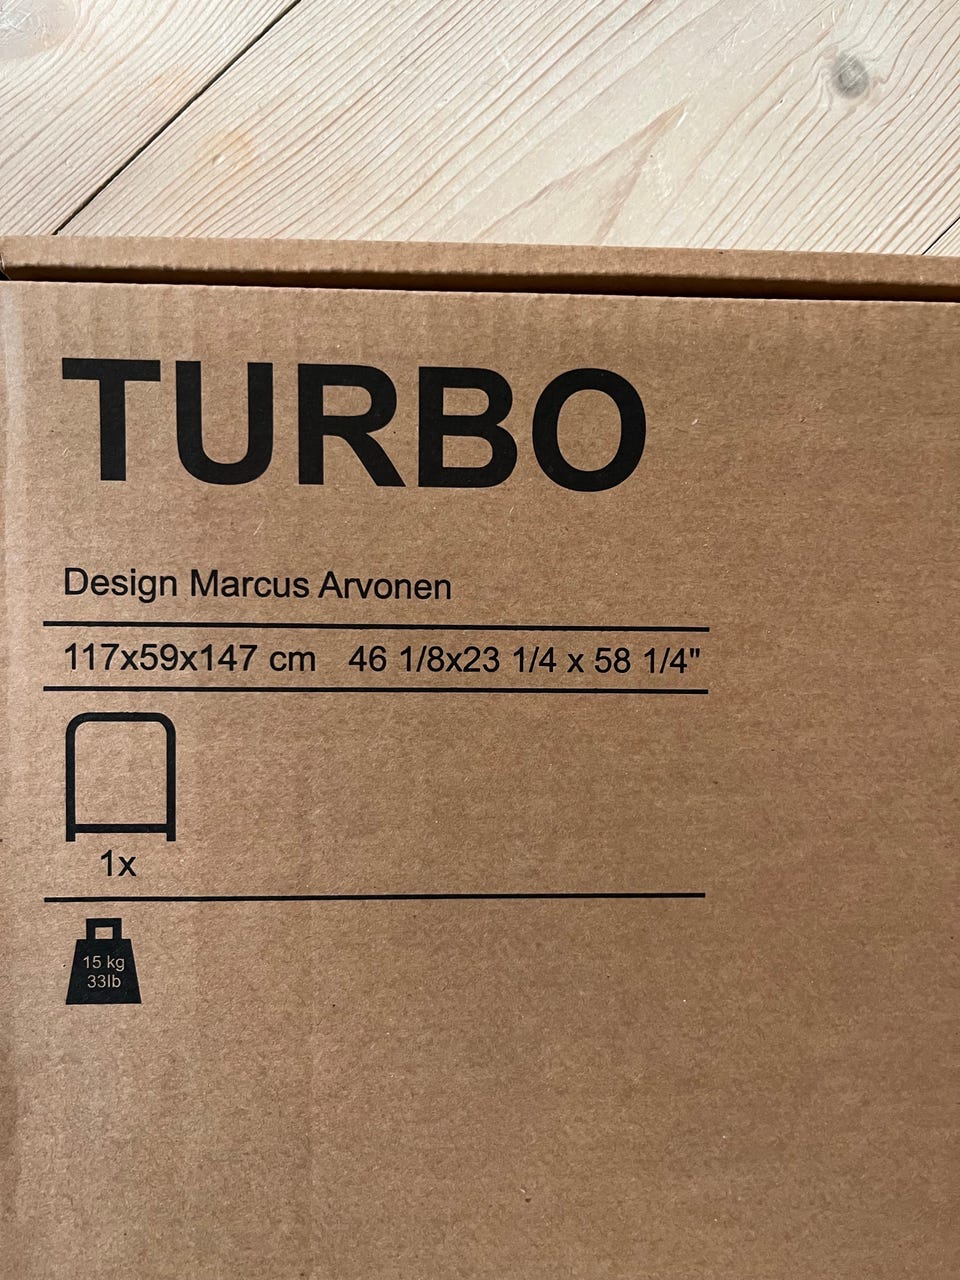 TURBO
Design Marcus Arvonen
117x59x147 cm 46 1/8x23 1/4 x 58 1/4"
1x
15 kg
33lb